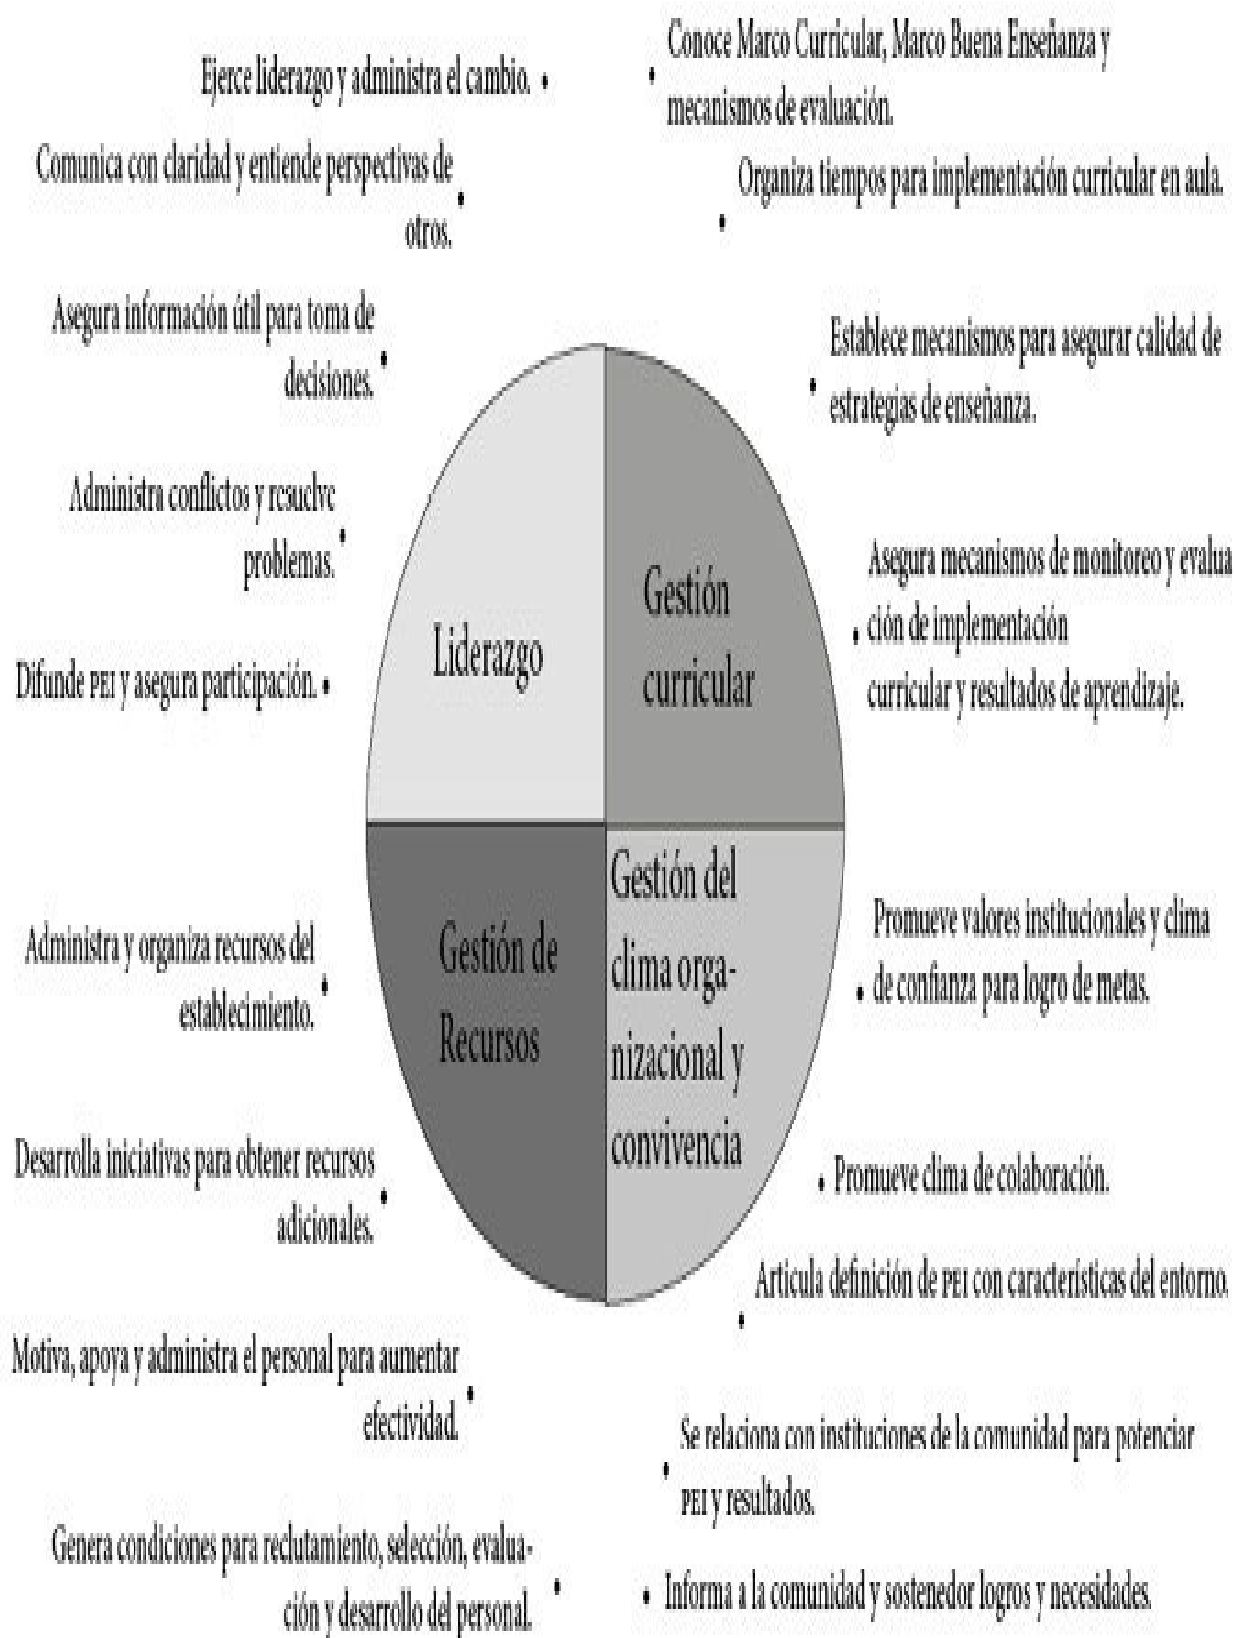 Ejerce liderazgo y administra el cambio. •
Comunica con claridad y entiende perspectivas de
otros. •
Asegura información útil para toma de
decisiones. •
Administra conflictos y resuelve
problemas. •
Difunde PEI y asegura participación. •
• Conoce Marco Curricular, Marco Buena Enseñanza y
mecanismos de evaluación.
• Organiza tiempos para implementación curricular en aula.
• Establece mecanismos para asegurar calidad de
estrategias de enseñanza.
• Asegura mecanismos de monitoreo y evalua
ción de implementación
curricular y resultados de aprendizaje.
Liderazgo
Gestión
curricular
Gestión de
Recursos
Gestión del
clima orga-
nizacional y
convivencia
Administra y organiza recursos del
establecimiento. •
Desarrolla iniciativas para obtener recursos
adicionales. •
Motiva, apoya y administra el personal para aumentar
efectividad. •
Genera condiciones para reclutamiento, selección, evalua-
ción y desarrollo del personal. •
Promueve valores institucionales y clima
• de confianza para logro de metas.
• Promueve clima de colaboración.
• Articula definición de PEI con características del entorno.
• Se relaciona con instituciones de la comunidad para potenciar
PEI y resultados.
• Informa a la comunidad y sostenedor logros y necesidades.